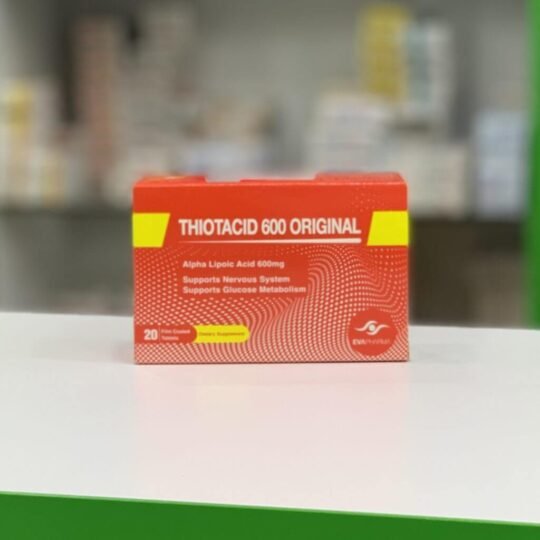 THIOTACID 600 ORIGINAL
Alpha Lipoic Acid 600mg
Supports Nervous System
Supports Glucose Metabolism
20 Film Coated
Tablets
Dietary Supplement
EVAPHARMA